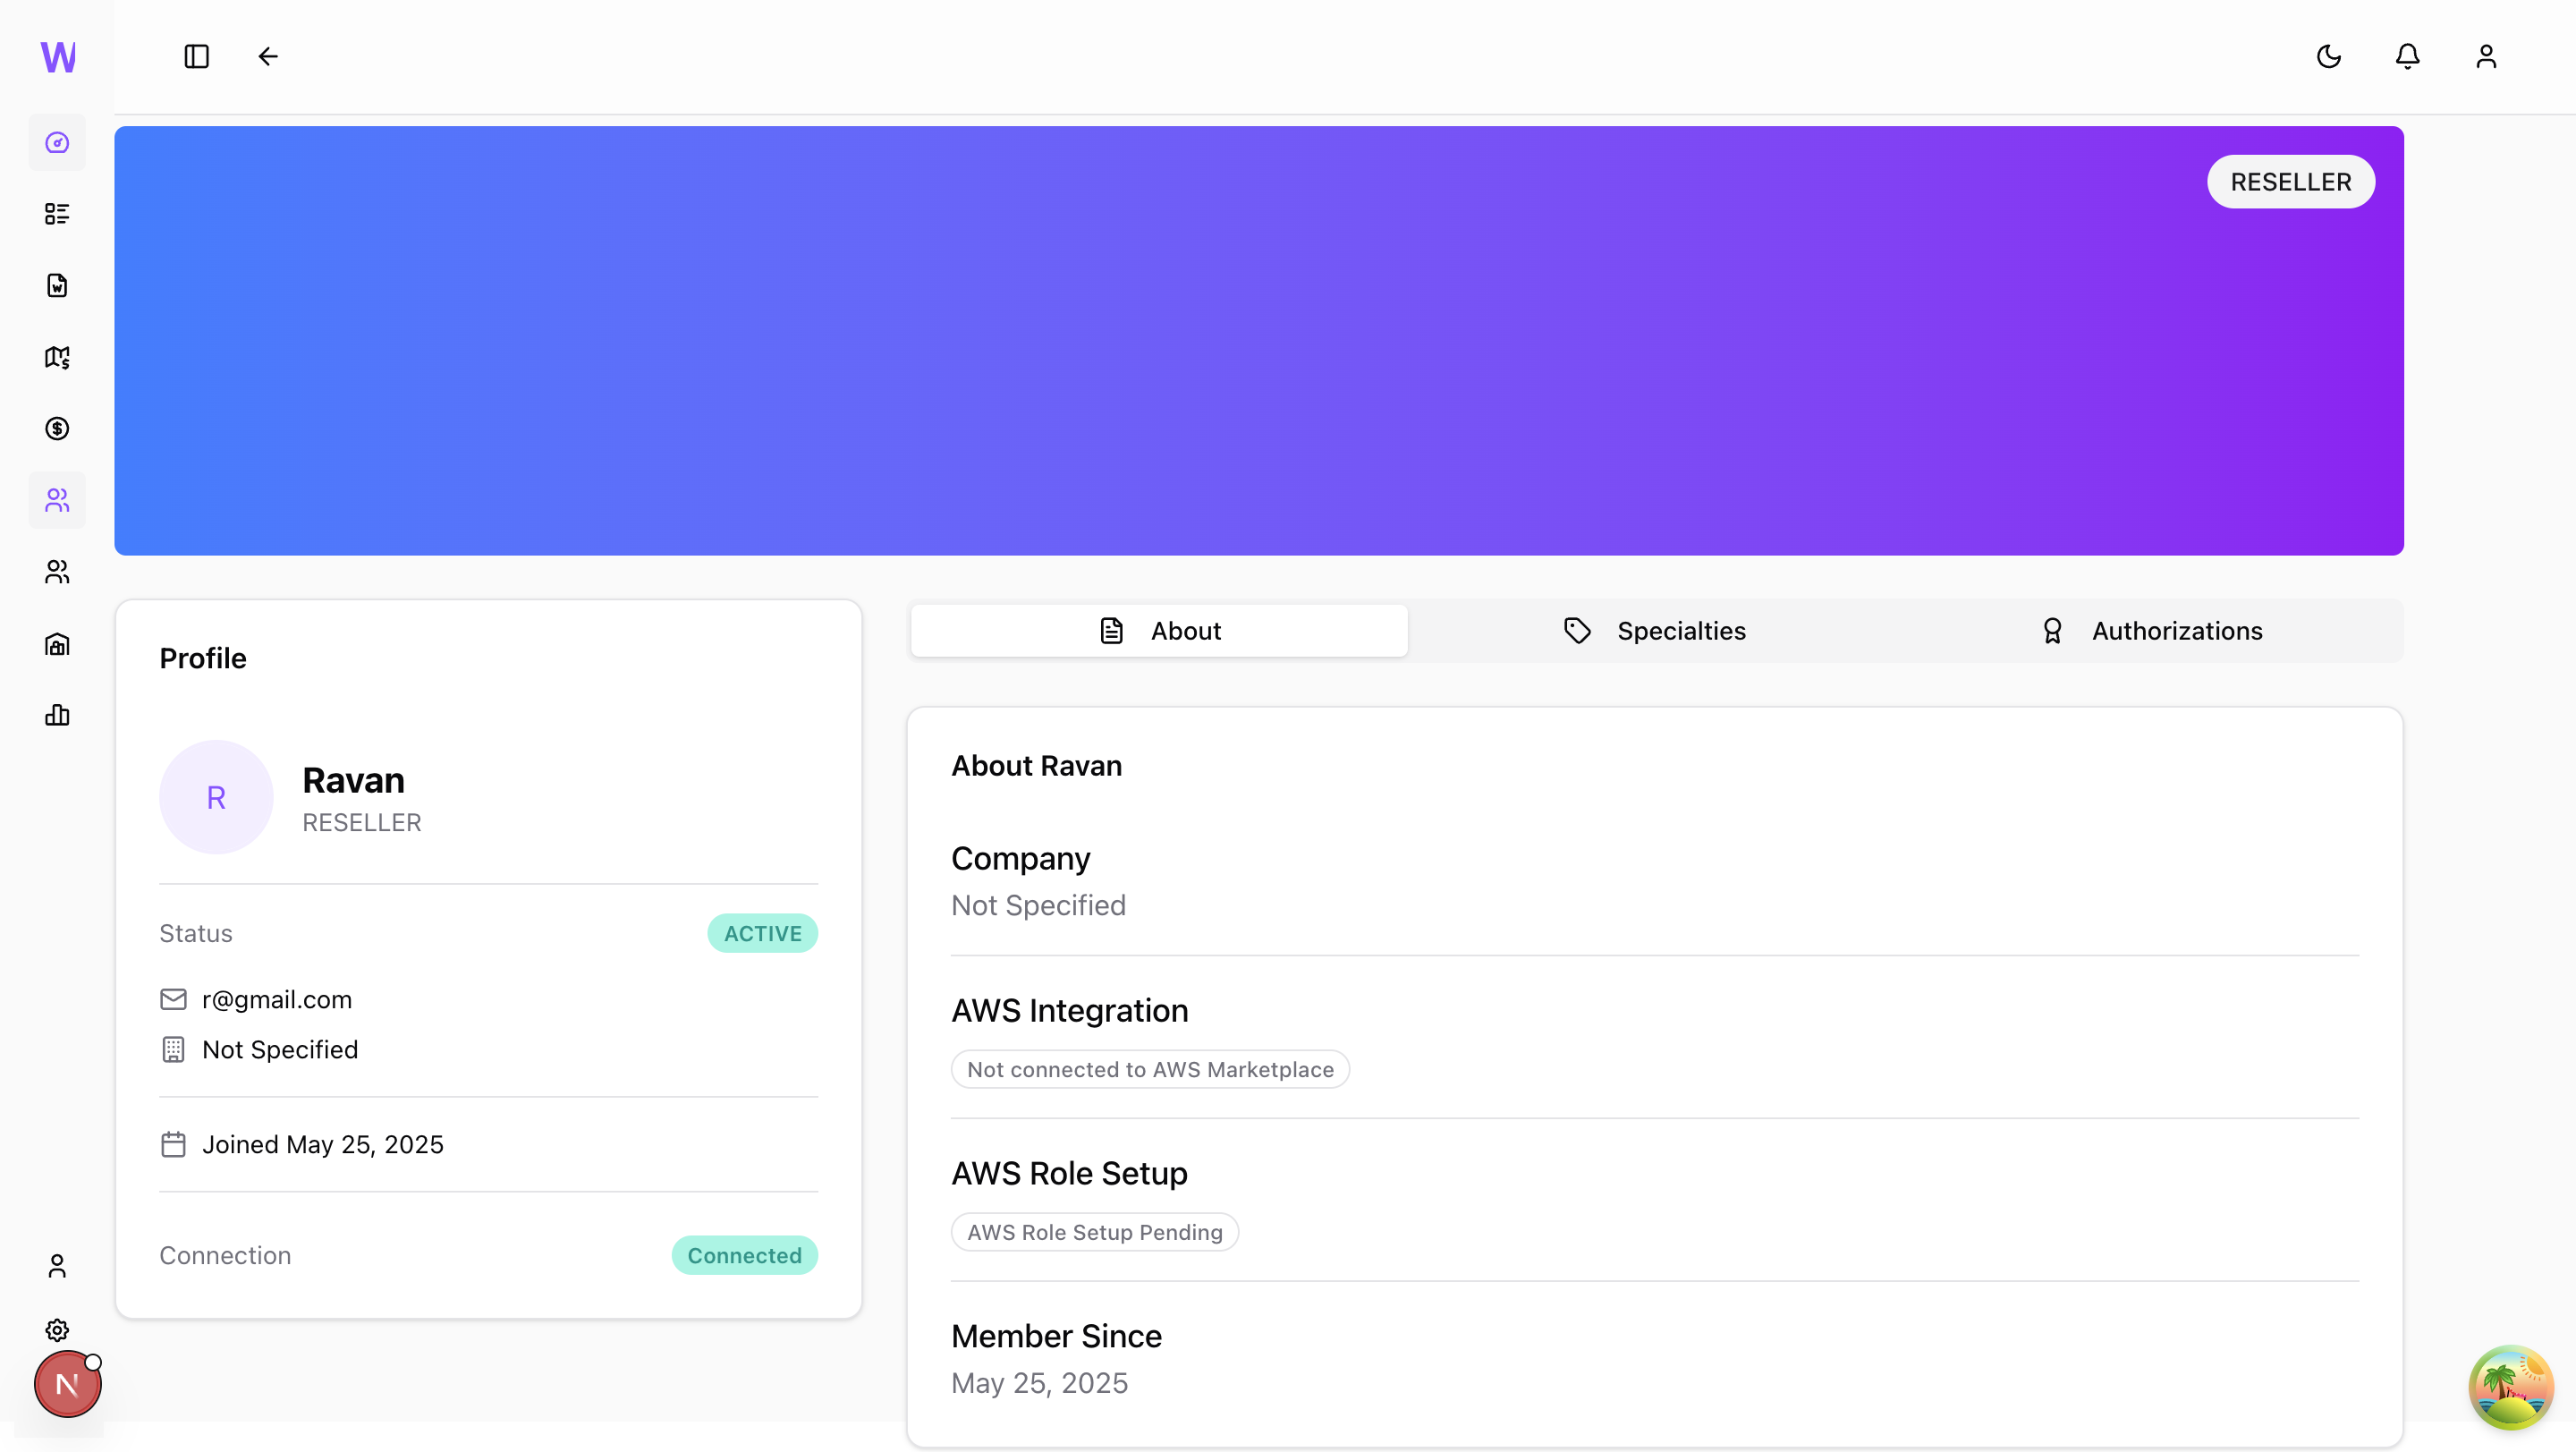 W
RESELLER
Profile
R
Ravan
RESELLER
Status
ACTIVE
r@gmail.com
Not Specified
Joined May 25, 2025
Connection
Connected
About
Specialties
Authorizations
About Ravan
Company
Not Specified
AWS Integration
Not connected to AWS Marketplace
AWS Role Setup
AWS Role Setup Pending
Member Since
May 25, 2025
N